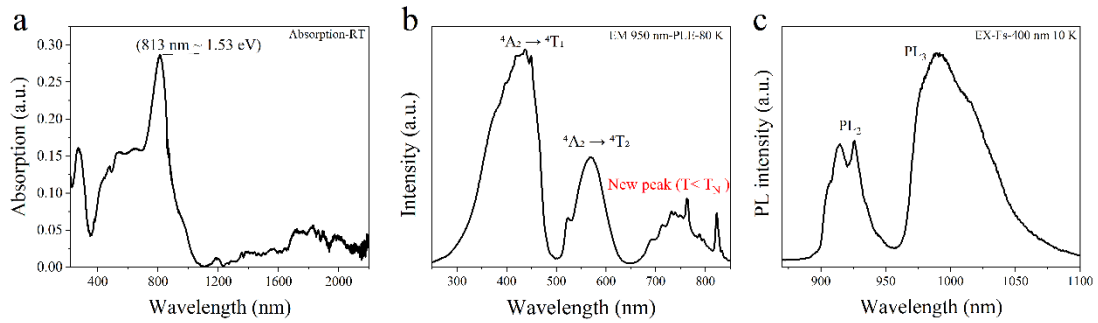 a
Absorption-RT
(813 nm ~ 1.53 eV)
0.30
0.25
0.20
0.15
0.10
0.05
0.00
Absorption (a.u.)
400
800
1200
1600
2000
Wavelength (nm)
b
EM 950 nm-PLE-80 K
⁴A₂ → ⁴T₁
⁴A₂ → ⁴T₂
New peak (T< T_N )
Intensity (a.u.)
300
400
500
600
700
800
Wavelength (nm)
c
EX-Ts-400 nm 10 K
PL₃
PL₂
PL intensity (a.u.)
900
950
1000
1050
1100
Wavelength (nm)